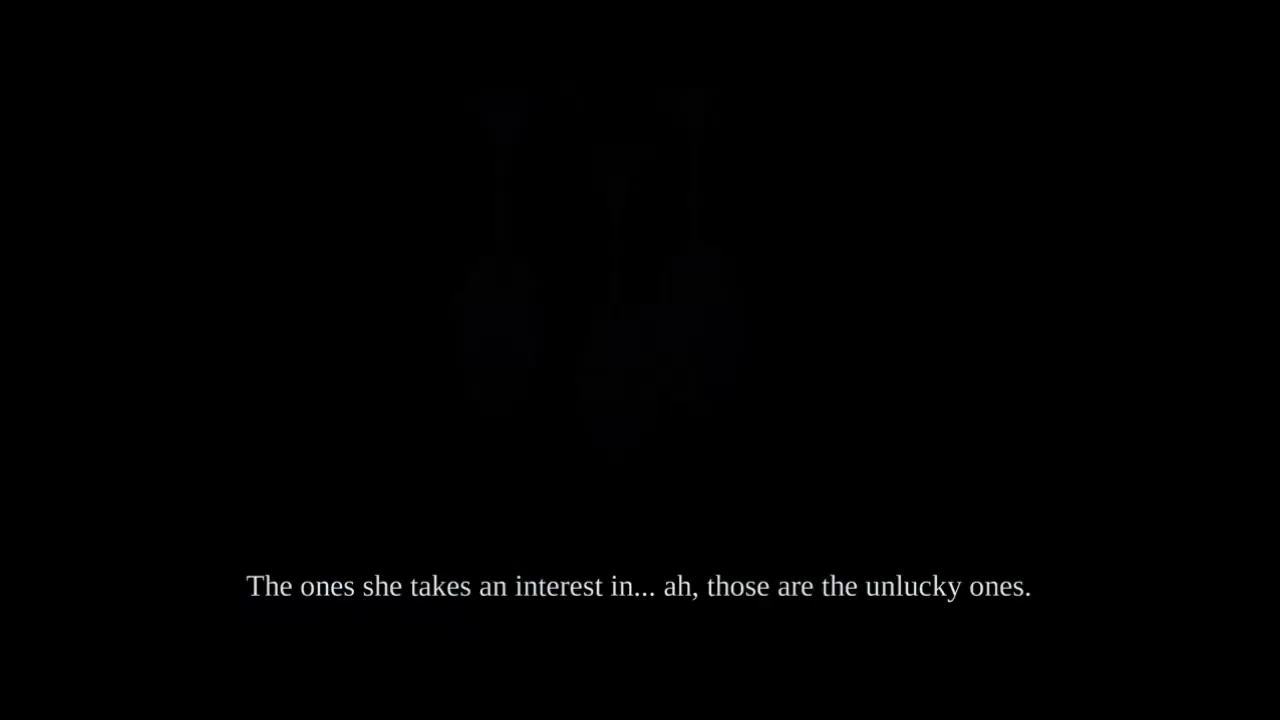 The ones she takes an interest in... ah, those are the unlucky ones.